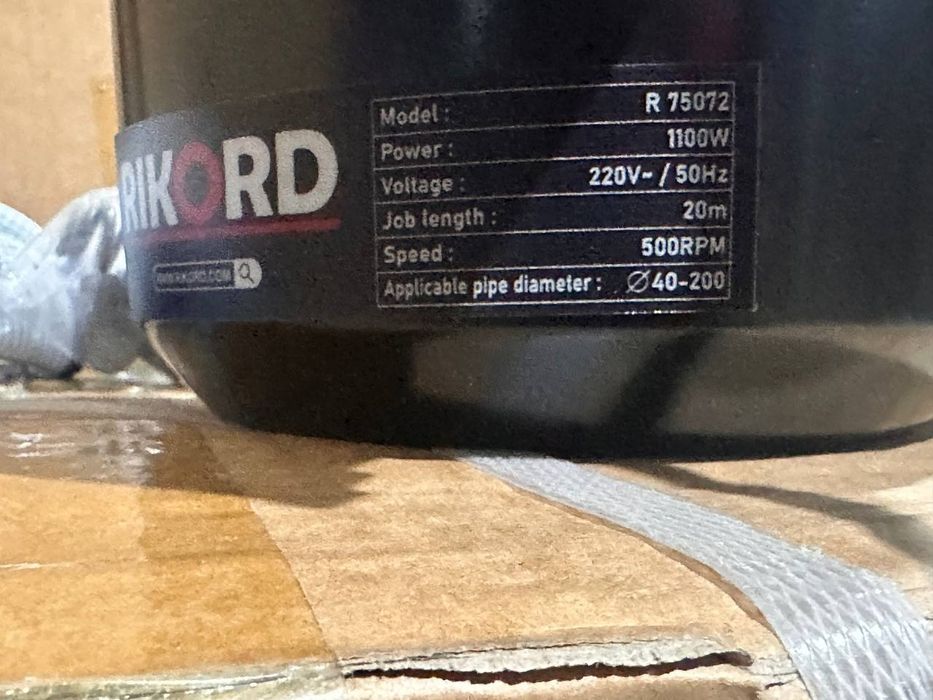 RIKORD
Model : R 75072
Power : 1100W
Voltage : 220V~ / 50Hz
Job length : 20m
Speed : 500RPM
Applicable pipe diameter : ∅40-200